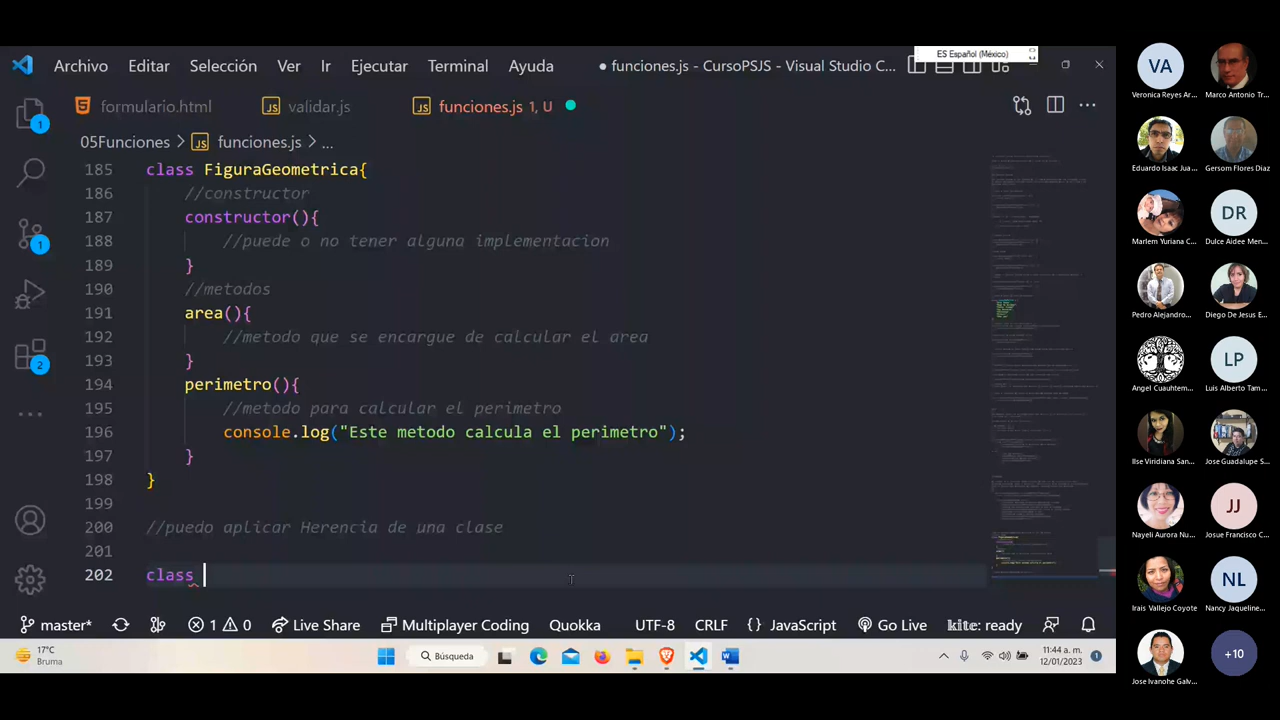 ES Español (México)
Archivo Editar Selección Ver Ir Ejecutar Terminal Ayuda
● funciones.js - CursoPSJS - Visual Studio C...
formulario.html
JS validar.js
JS funciones.js 1, U
05Funciones > JS funciones.js > ...
185 class FiguraGeometrica{
186 //constructor
187 constructor(){
188 //puede o no tener alguna implementacion
189 }
190 //metodos
191 area(){
192 //metodo que se encargue de calcular el area
193 }
194 perimetro(){
195 //metodo para calcular el perimetro
196 console.log("Este metodo calcula el perimetro");
197 }
198 }
199
200 //puedo aplicar Herencia de una clase
201
202 class
1
1
2
master* 1 0 Live Share Multiplayer Coding Quokka UTF-8 CRLF {} JavaScript Go Live kite: ready
17°C
Bruma
Búsqueda
11:44 a. m.
12/01/2023
1
VA
Veronica Reyes Ar...
Marco Antonio Tr...
Eduardo Isaac Jua...
Gersom Flores Diaz
DR
Marlem Yuriana C...
Dulce Aidee Men...
Pedro Alejandro...
Diego De Jesus E...
LP
Angel Cuauhtem...
Luis Alberto Tam...
Ilse Viridiana San...
Jose Guadalupe S...
JJ
Nayeli Aurora Nu...
Josue Francisco C...
NL
Irais Vallejo Coyote
Nancy Jaqueline...
+10
Jose Ivanohe Galv...